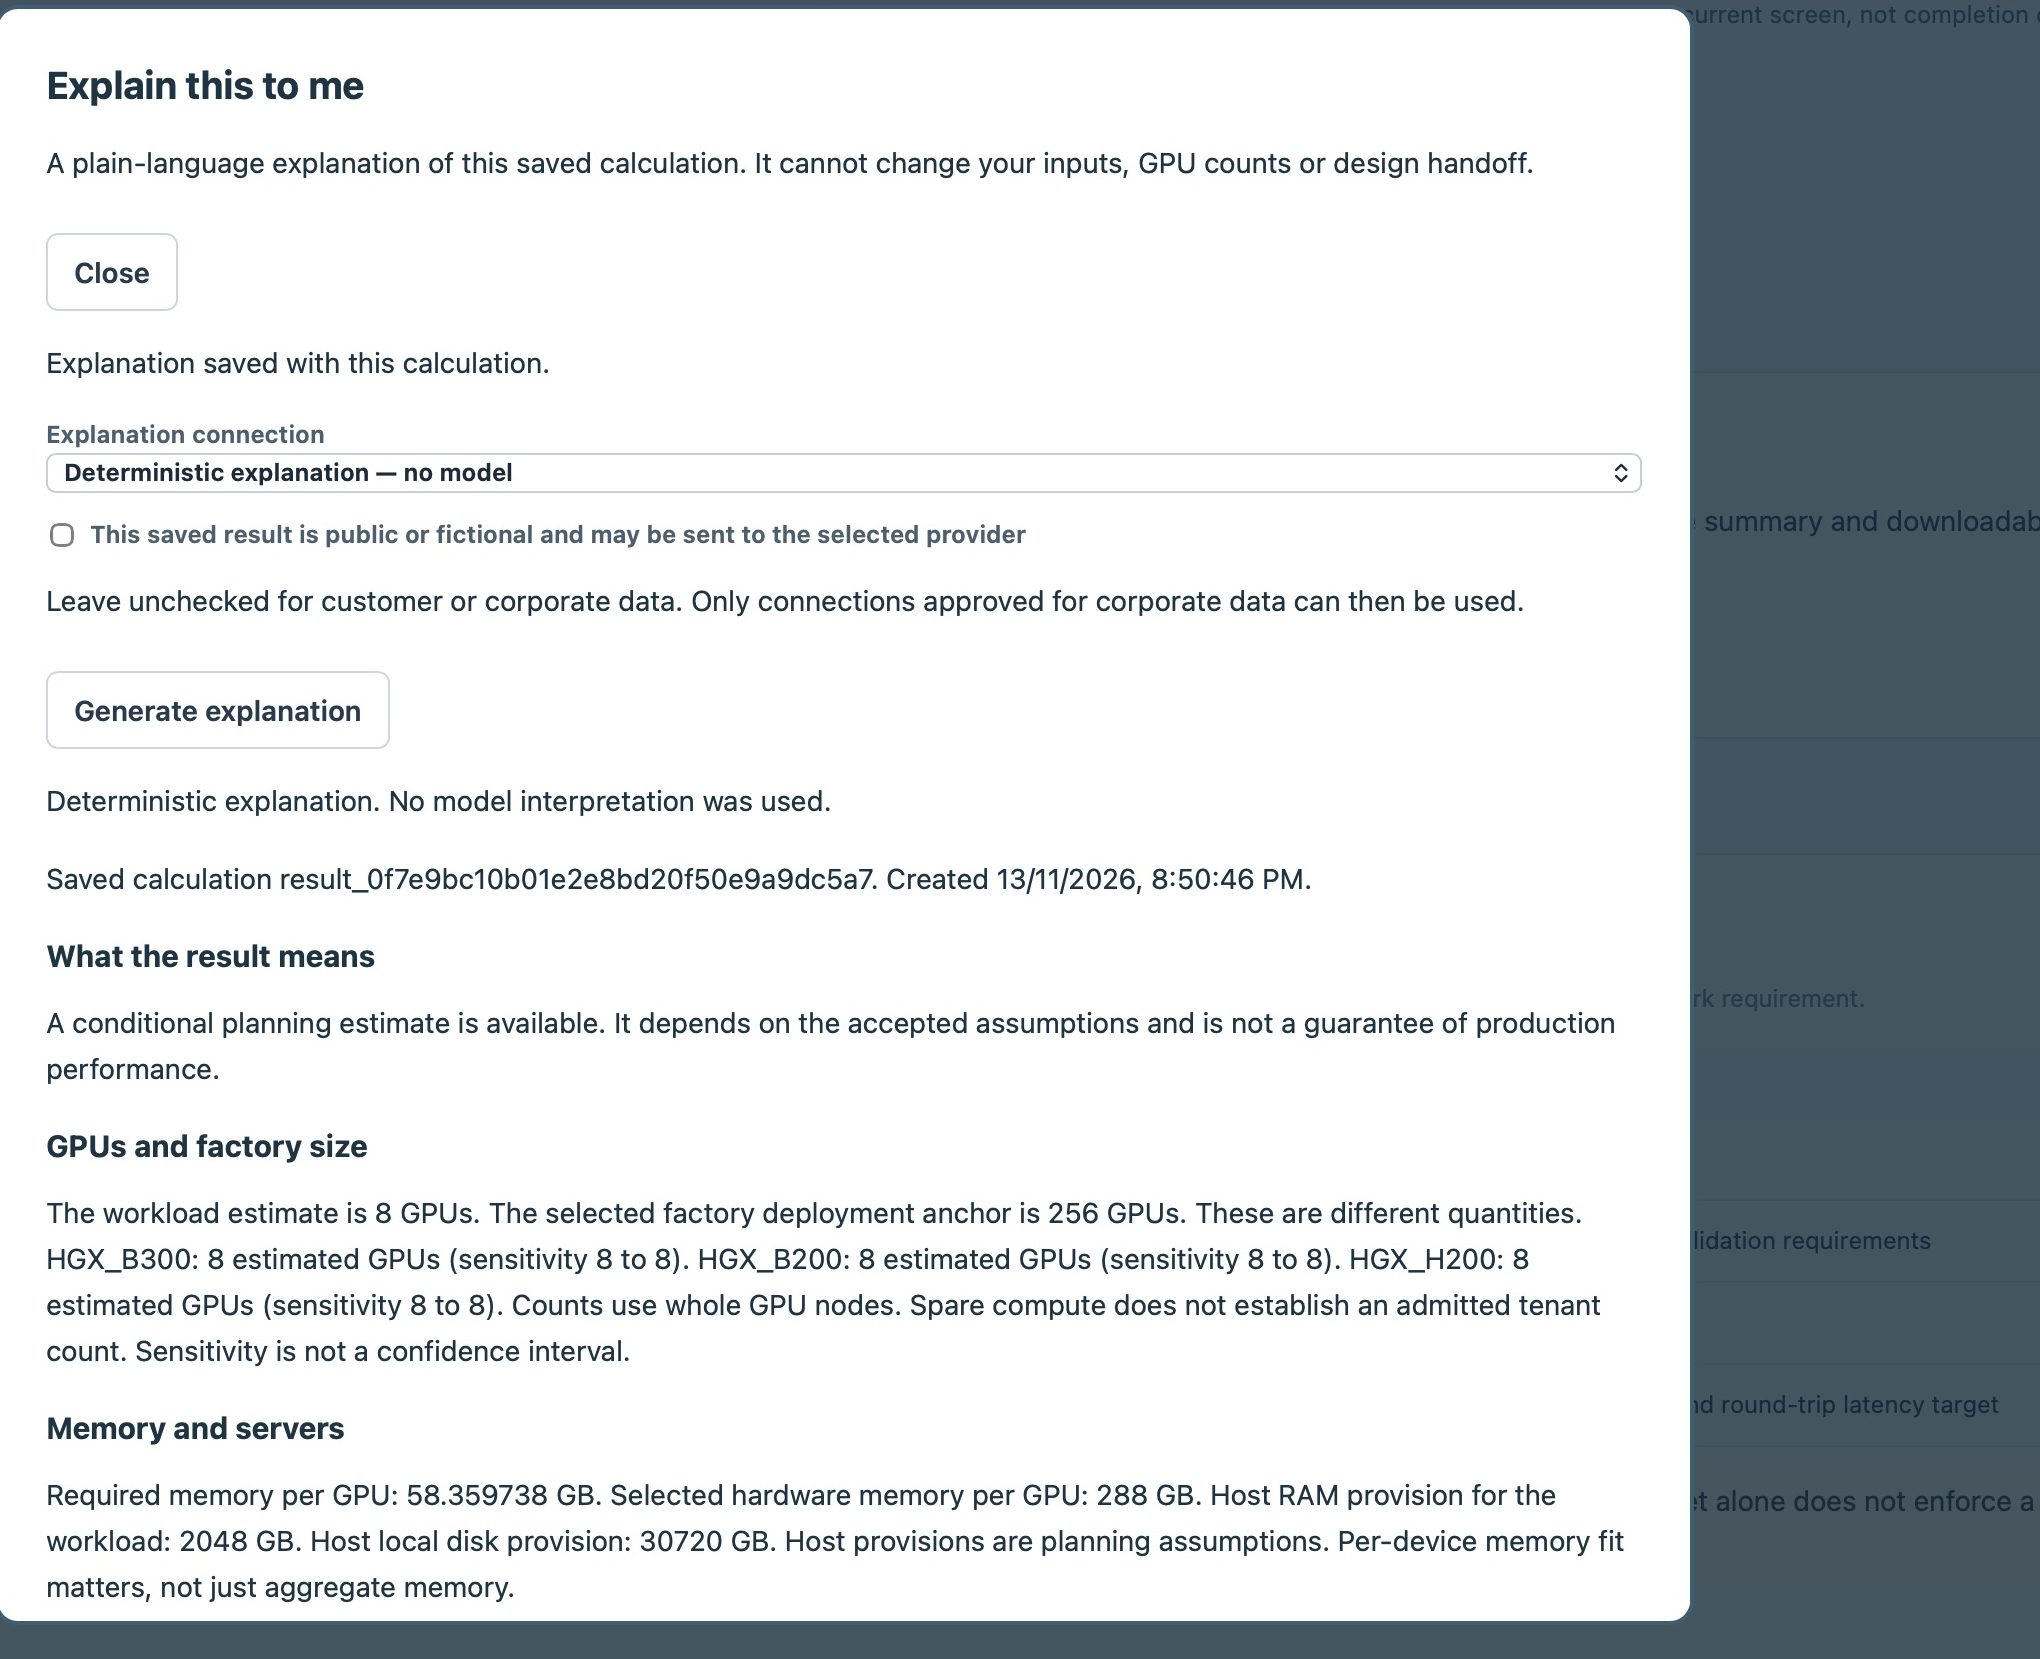 current screen, not completion
Explain this to me
A plain-language explanation of this saved calculation. It cannot change your inputs, GPU counts or design handoff.
Close
Explanation saved with this calculation.
Explanation connection
Deterministic explanation — no model
summary and
This saved result is public or fictional and may be sent to the selected provider
Leave unchecked for customer or corporate data. Only connections approved for corporate data can then be used.
Generate explanation
Deterministic explanation. No model interpretation was used.
Saved calculation result_0f7e9bc10b01e2e8bd20f50e9a9dc5a7. Created 13/11/2026, 8:50:46 PM.
What the result means
requirement.
A conditional planning estimate is available. It depends on the accepted assumptions and is not a guarantee of production
performance.
GPUs and factory size
The workload estimate is 8 GPUs. The selected factory deployment anchor is 256 GPUs. These are different quantities.
requirements
HGX_B300: 8 estimated GPUs (sensitivity 8 to 8). HGX_B200: 8 estimated GPUs (sensitivity 8 to 8). HGX_H200: 8
estimated GPUs (sensitivity 8 to 8). Counts use whole GPU nodes. Spare compute does not establish an admitted tenant
count. Sensitivity is not a confidence interval.
round-trip latency target
Memory and servers
Required memory per GPU: 58.359738 GB. Selected hardware memory per GPU: 288 GB. Host RAM provision for the
alone does not enforce a
workload: 2048 GB. Host local disk provision: 30720 GB. Host provisions are planning assumptions. Per-device memory fit
matters, not just aggregate memory.